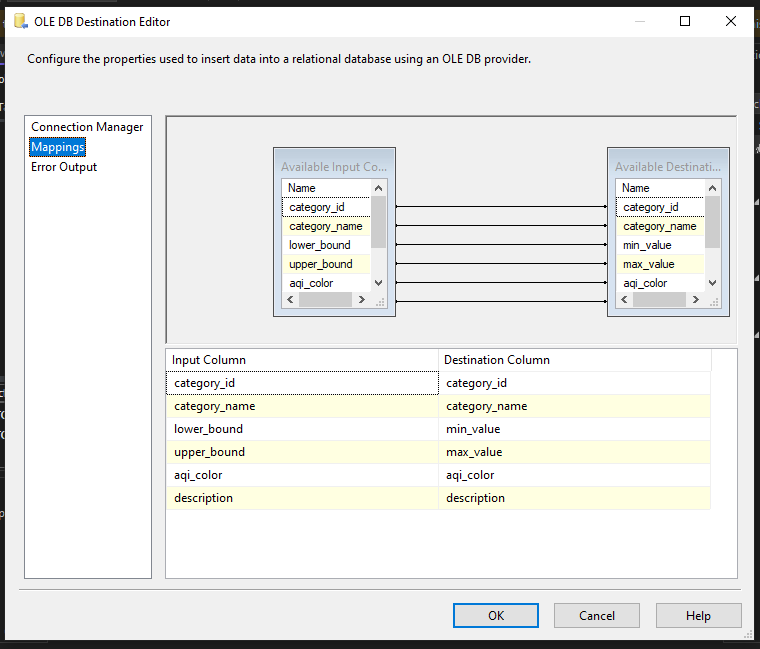 OLE DB Destination Editor
Configure the properties used to insert data into a relational database using an OLE DB provider.
Connection Manager
Mappings
Error Output
Available Input Co...
Name
category_id
category_name
lower_bound
upper_bound
aqi_color
Available Destinati...
Name
category_id
category_name
min_value
max_value
aqi_color
Input Column Destination Column
category_id category_id
category_name category_name
lower_bound min_value
upper_bound max_value
aqi_color aqi_color
description description
OK Cancel Help